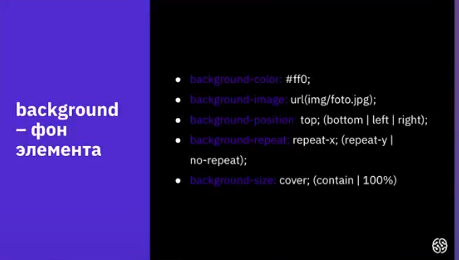 background
– фон
элемента
background-color: #ff0;
background-image: url(img/foto.jpg);
background-position: top; (bottom | left | right);
background-repeat: repeat-x; (repeat-y |
no-repeat);
background-size: cover; (contain | 100%)